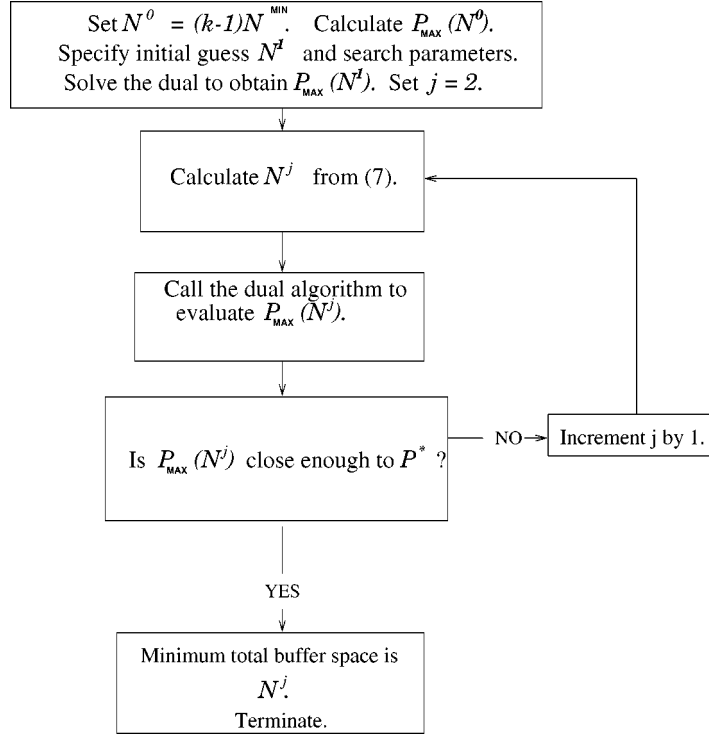 Set N⁰ = (k-1)N^MIN. Calculate P_MAX (N⁰).
Specify initial guess N¹ and search parameters.
Solve the dual to obtain P_MAX (N¹). Set j = 2.
Calculate N^j from (7).
Call the dual algorithm to
evaluate P_MAX (N^j).
Is P_MAX (N^j) close enough to P* ?
NO
Increment j by 1.
YES
Minimum total buffer space is
N^j.
Terminate.